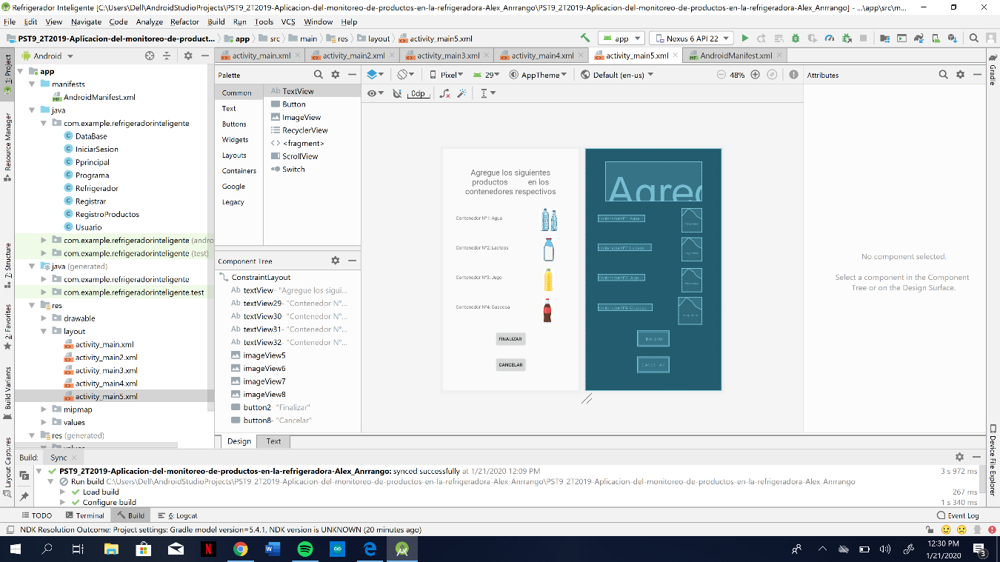 Refrigerador Inteligente [C:\Users\Dell\AndroidStudioProjects\PST9_2T2019-Aplicacion-del-monitoreo-de-productos-en-la-refrigeradora-Alex_Anrrango\PST9_2T2019-Aplicacion-del-monitoreo-de-productos-en-la-refrigeradora-Alex_Anrrango] - ...\app\src\m...
File Edit View Navigate Code Analyze Refactor Build Run Tools VCS Window Help
PST9_2T2019-Aplicacion-del-monitoreo-de-product... app src main res layout activity_main5.xml
app Nexus 6 API 22
1: Project
Resource Manager
Z: Structure
2: Favorites
Build Variants
Layout Captures
Android
app
manifests
AndroidManifest.xml
java
com.example.refrigeradorinteligente
DataBase
IniciarSesion
Pprincipal
Programa
Refrigerador
Registrar
RegistroProductos
Usuario
com.example.refrigeradorinteligente (andro
com.example.refrigeradorinteligente (test)
java (generated)
com.example.refrigeradorinteligente
com.example.refrigeradorinteligente.test
res
drawable
layout
activity_main.xml
activity_main2.xml
activity_main3.xml
activity_main4.xml
activity_main5.xml
mipmap
values
res (generated)
values
activity_main.xml activity_main2.xml activity_main3.xml activity_main4.xml activity_main5.xml AndroidManifest.xml
Palette
Common
Text
Buttons
Widgets
Layouts
Containers
Google
Legacy
Ab TextView
Button
ImageView
RecyclerView
<fragment>
ScrollView
Switch
Component Tree
ConstraintLayout
Ab textView- "Agregue los sigui...
Ab textView29- "Contenedor N°...
Ab textView30- "Contenedor N°...
Ab textView31- "Contenedor N°...
Ab textView32- "Contenedor N°...
imageView5
imageView6
imageView7
imageView8
button2- "Finalizar"
button8- "Cancelar"
Pixel 29 AppTheme Default (en-us) 48%
0dp
Agregue los siguientes
productos en los
contenedores respectivos
Contenedor N°1: Agua
Contenedor N°2: Lacteos
Contenedor N°3: Jugo
Contenedor N°4: Gaseosa
FINALIZAR
CANCELAR
Agreg
Contenedor N°1: Agua
Contenedor N°2: Lacteos
Contenedor N°3: Jugo
Contenedor N°4: Gaseosa
FINALIZAR
CANCELAR
Design Text
Attributes
No component selected.
Select a component in the Component
Tree or on the Design Surface.
Gradle
Device File Explorer
Build: Sync
PST9_2T2019-Aplicacion-del-monitoreo-de-productos-en-la-refrigeradora-Alex_Anrrango: synced successfully at 1/21/2020 12:09 PM 3 s 972 ms
Run build C:\Users\Dell\AndroidStudioProjects\PST9_2T2019-Aplicacion-del-monitoreo-de-productos-en-la-refrigeradora-Alex_Anrrango\PST9_2T2019-Aplicacion-del-monitoreo-de-productos-en-la-refrigeradora-Alex_Anrrango
Load build 267 ms
Configure build 1 s 340 ms
TODO Terminal Build 6: Logcat Event Log
NDK Resolution Outcome: Project settings: Gradle model version=5.4.1, NDK version is UNKNOWN (20 minutes ago)
12:30 PM
1/21/2020
3